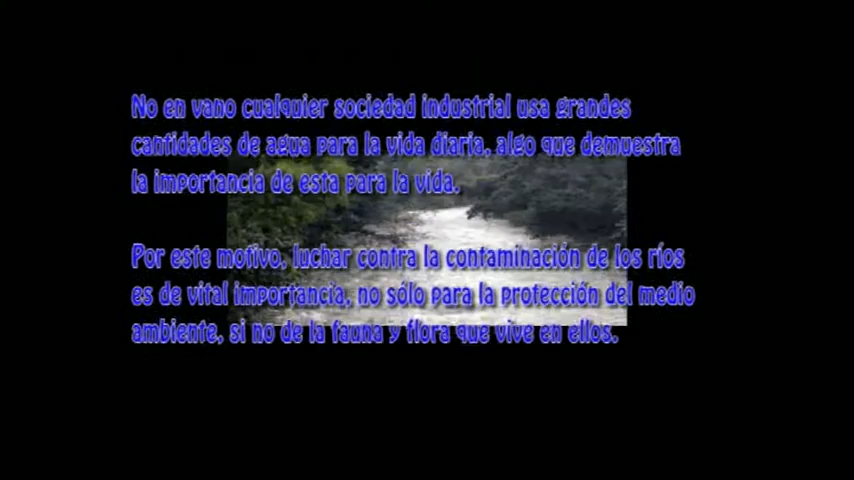 No en vano cualquier sociedad industrial usa grandes
cantidades de agua para la vida diaria, algo que demuestra
la importancia de esta para la vida.
Por este motivo, luchar contra la contaminación de los ríos
es de vital importancia, no sólo para la protección del medio
ambiente, si no de la fauna y flora que vive en ellos.